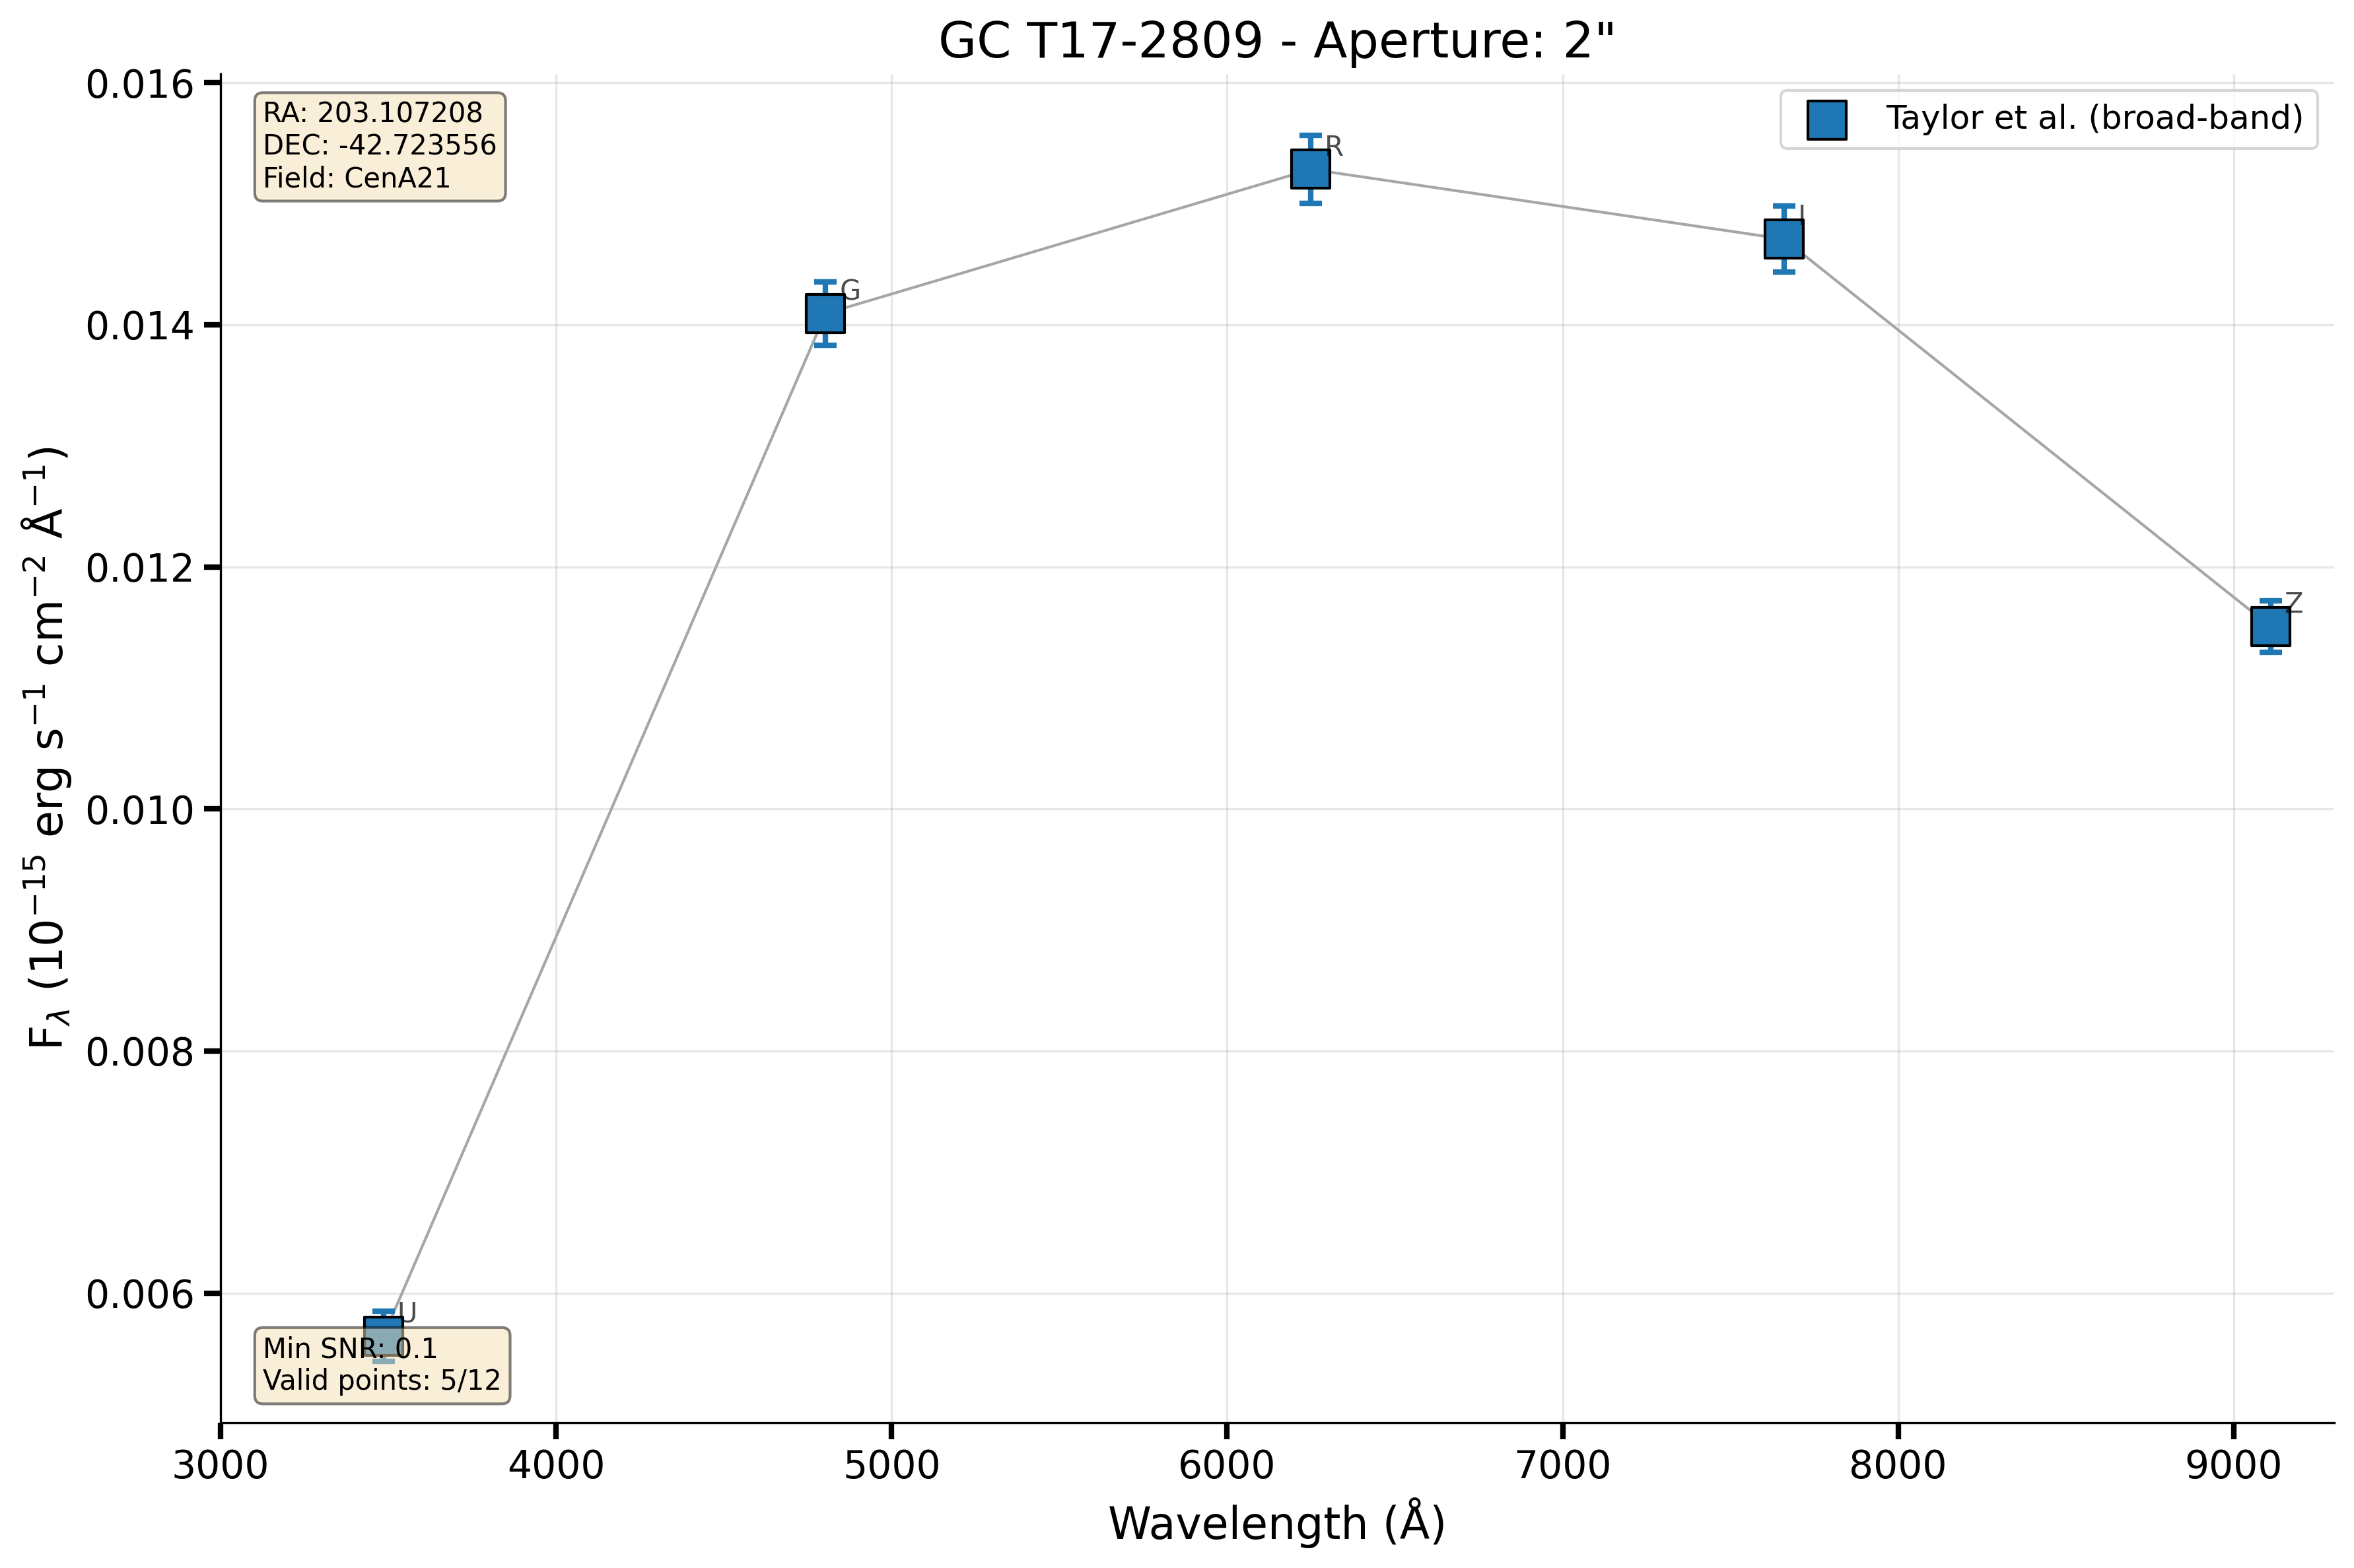 GC T17-2809 - Aperture: 2"
RA: 203.107208
DEC: -42.723556
Field: CenA21
Taylor et al. (broad-band)
R
I
G
Z
U
Min SNR: 0.1
Valid points: 5/12
0.016
0.014
0.012
0.010
0.008
0.006
F_λ (10⁻¹⁵ erg s⁻¹ cm⁻² Å⁻¹)
3000 4000 5000 6000 7000 8000 9000
Wavelength (Å)